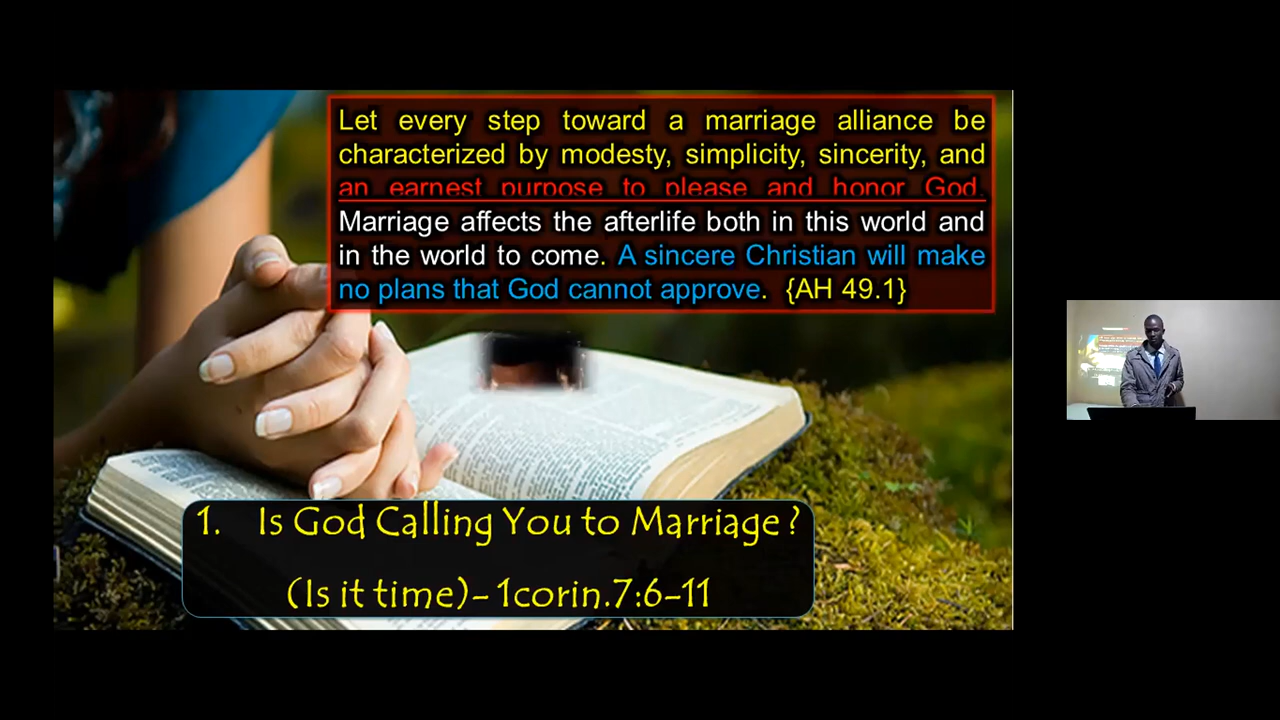 Let every step toward a marriage alliance be
characterized by modesty, simplicity, sincerity, and
an earnest purpose to please and honor God.
Marriage affects the afterlife both in this world and
in the world to come. A sincere Christian will make
no plans that God cannot approve. {AH 49.1}
1. Is God Calling You to Marriage?
(Is it time)- 1corin.7:6-11